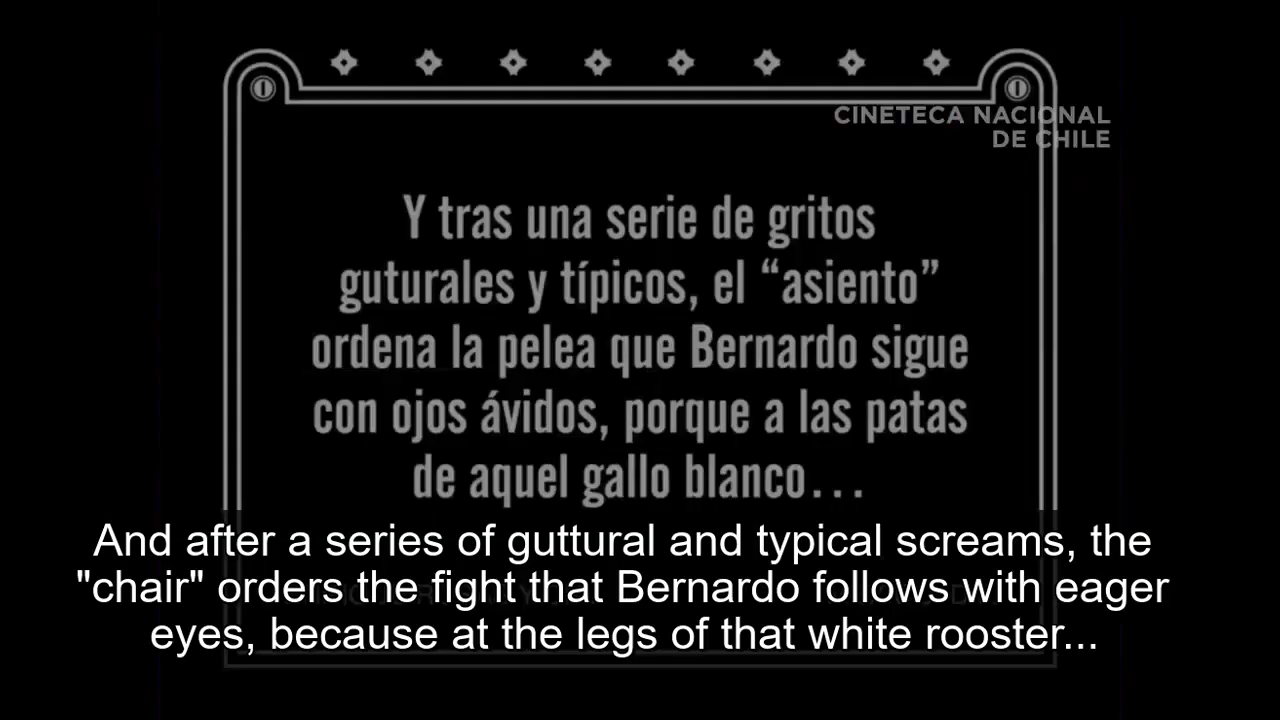 CINETECA NACIONAL
DE CHILE
Y tras una serie de gritos
guturales y típicos, el “asiento”
ordena la pelea que Bernardo sigue
con ojos ávidos, porque a las patas
de aquel gallo blanco...
And after a series of guttural and typical screams, the
"chair" orders the fight that Bernardo follows with eager
eyes, because at the legs of that white rooster...